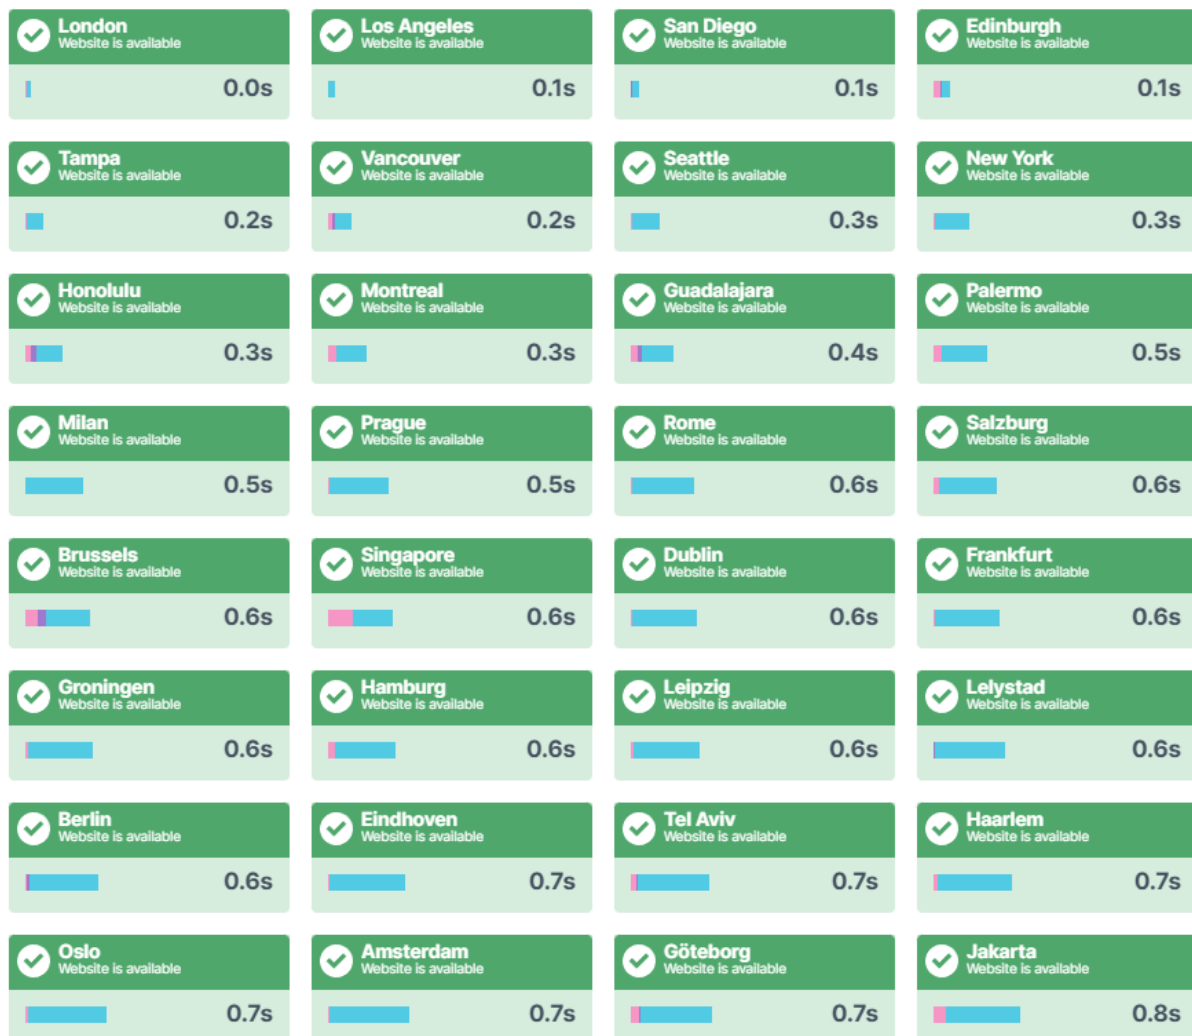 London
Website is available
0.0s
Los Angeles
Website is available
0.1s
San Diego
Website is available
0.1s
Edinburgh
Website is available
0.1s
Tampa
Website is available
0.2s
Vancouver
Website is available
0.2s
Seattle
Website is available
0.3s
New York
Website is available
0.3s
Honolulu
Website is available
0.3s
Montreal
Website is available
0.3s
Guadalajara
Website is available
0.4s
Palermo
Website is available
0.5s
Milan
Website is available
0.5s
Prague
Website is available
0.5s
Rome
Website is available
0.6s
Salzburg
Website is available
0.6s
Brussels
Website is available
0.6s
Singapore
Website is available
0.6s
Dublin
Website is available
0.6s
Frankfurt
Website is available
0.6s
Groningen
Website is available
0.6s
Hamburg
Website is available
0.6s
Leipzig
Website is available
0.6s
Lelystad
Website is available
0.6s
Berlin
Website is available
0.6s
Eindhoven
Website is available
0.7s
Tel Aviv
Website is available
0.7s
Haarlem
Website is available
0.7s
Oslo
Website is available
0.7s
Amsterdam
Website is available
0.7s
Göteborg
Website is available
0.7s
Jakarta
Website is available
0.8s